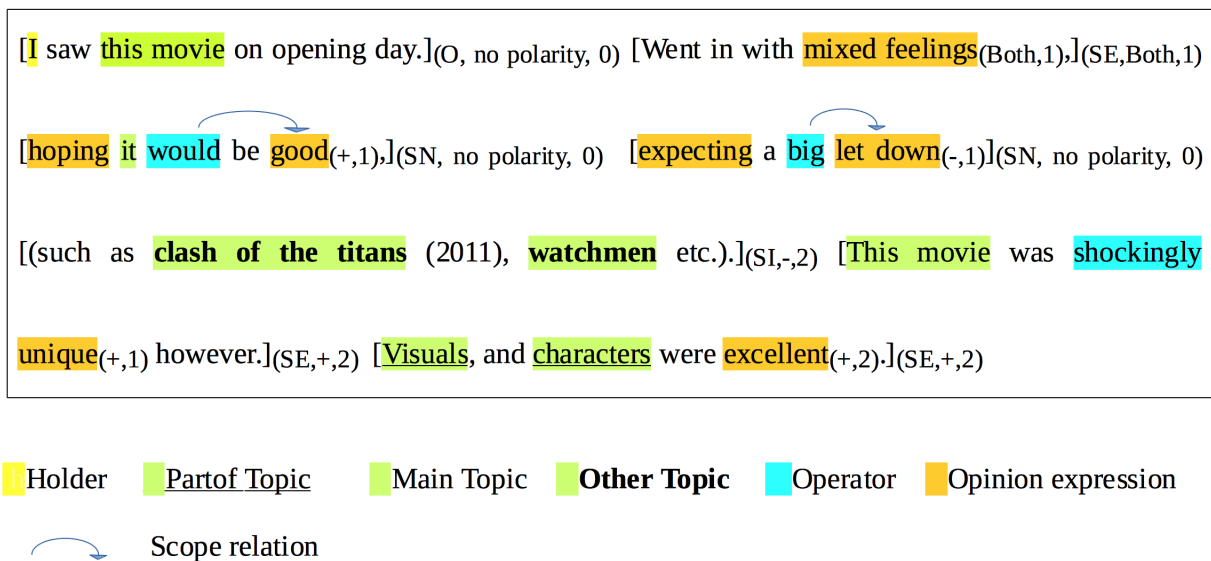 [I saw this movie on opening day.](O, no polarity, 0) [Went in with mixed feelings(Both,1),](SE,Both,1)
[hoping it would be good(+,1),](SN, no polarity, 0) [expecting a big let down(-,1)](SN, no polarity, 0)
[(such as clash of the titans (2011), watchmen etc.).](SI,-,2) [This movie was shockingly
unique(+,1) however.](SE,+,2) [Visuals, and characters were excellent(+,2).](SE,+,2)
Holder Partof Topic Main Topic Other Topic Operator Opinion expression
Scope relation